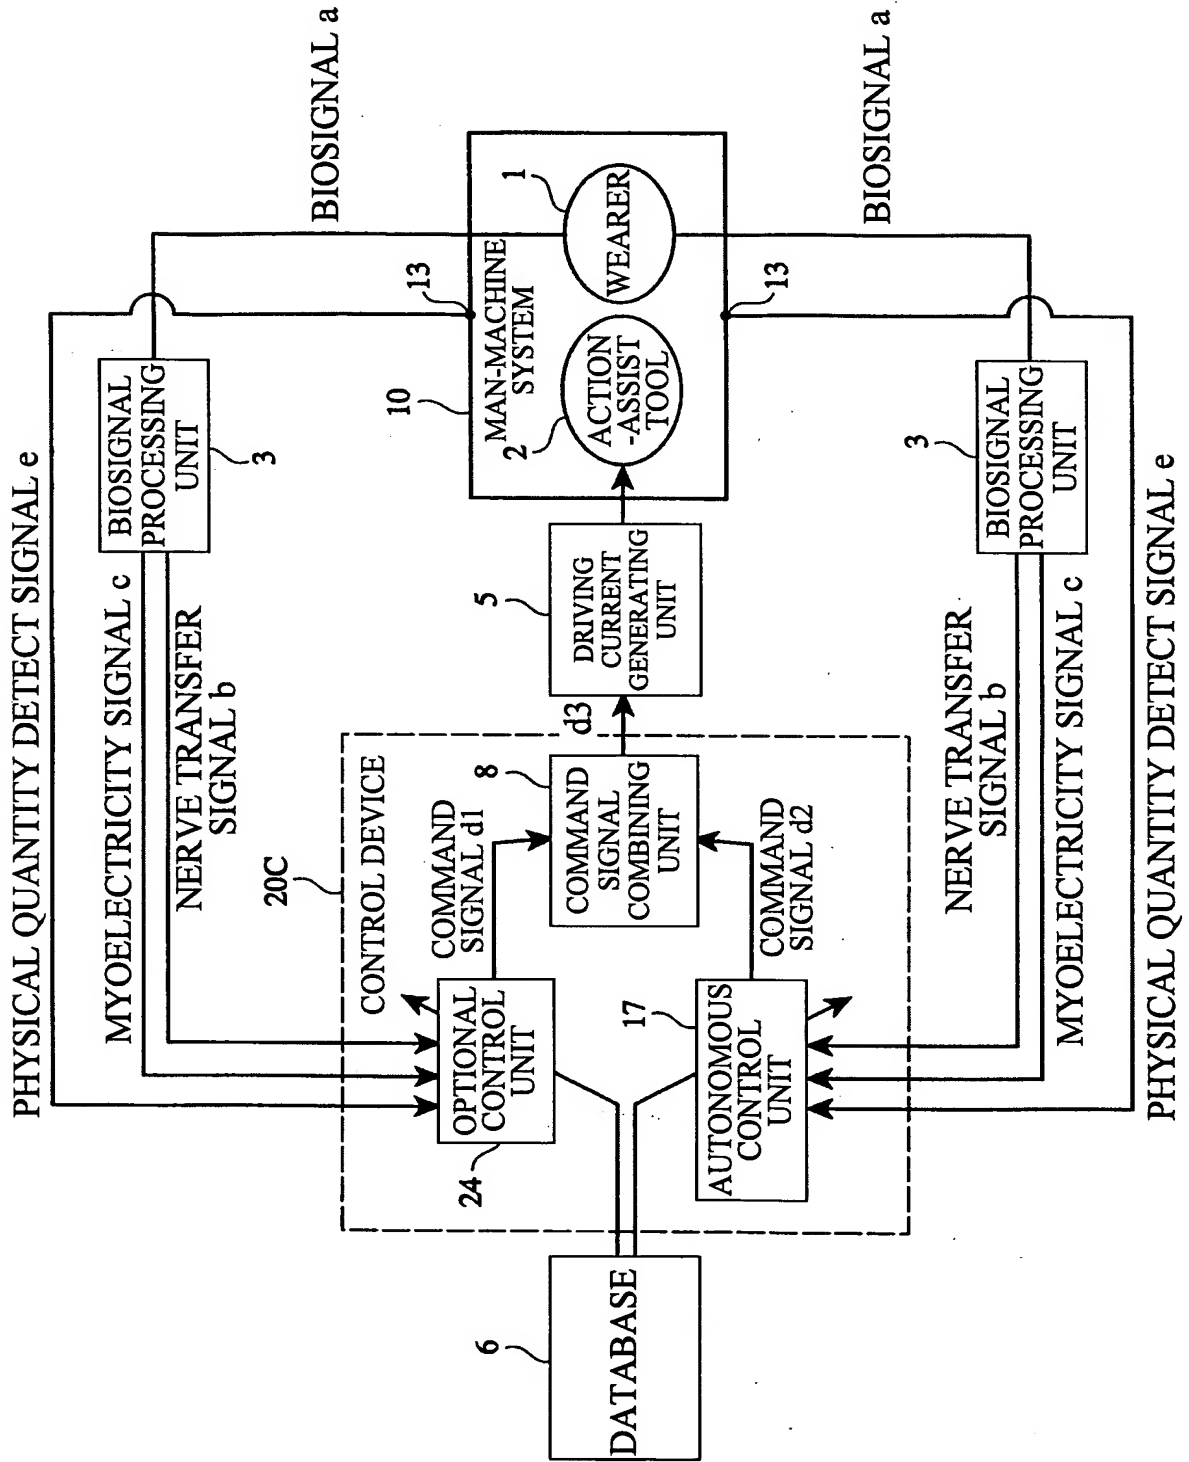 PHYSICAL QUANTITY DETECT SIGNAL e
MYOELECTRICITY SIGNAL c
NERVE TRANSFER
SIGNAL b
BIOSIGNAL
PROCESSING
UNIT
3
BIOSIGNAL a
20C
CONTROL DEVICE
COMMAND
SIGNAL d1
OPTIONAL
CONTROL
UNIT
24
6
DATABASE
8
COMMAND
SIGNAL
COMBINING
UNIT
d3
5
DRIVING
CURRENT
GENERATING
UNIT
10
13
MAN-MACHINE
SYSTEM
2
ACTION
-ASSIST
TOOL
1
WEARER
13
17
AUTONOMOUS
CONTROL
UNIT
COMMAND
SIGNAL d2
BIOSIGNAL a
3
BIOSIGNAL
PROCESSING
UNIT
NERVE TRANSFER
SIGNAL b
MYOELECTRICITY SIGNAL c
PHYSICAL QUANTITY DETECT SIGNAL e